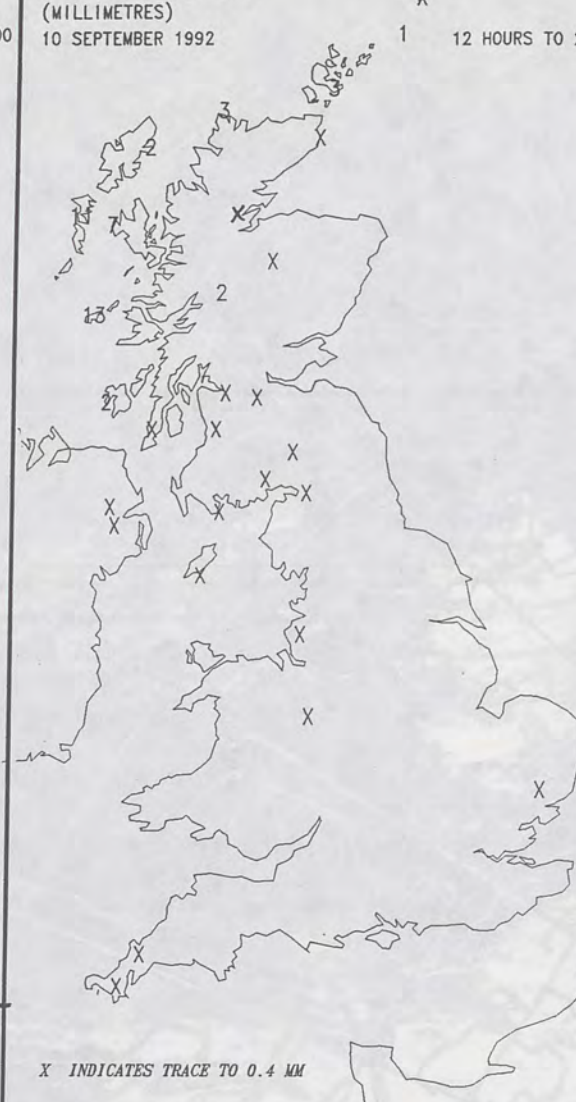 (MILLIMETRES)
10 SEPTEMBER 1992
1
12 HOURS TO
X
3
X
2
7
X
X
2
13
X
X
2
X
X
X
X
X
X
X
X
X
X
X
X
X
X
X INDICATES TRACE TO 0.4 MM